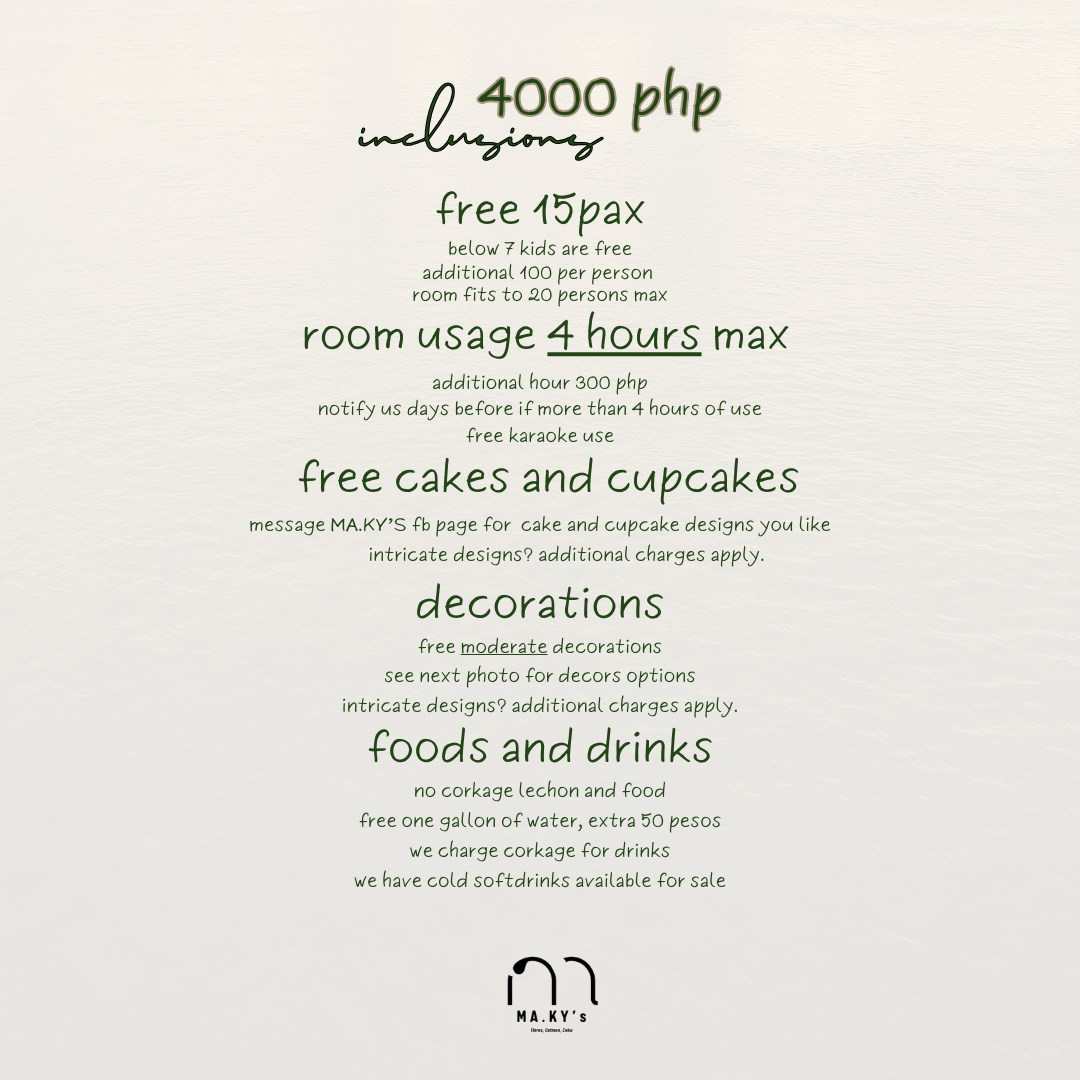 4000 php
inclusions
free 15pax
below 7 kids are free
additional 100 per person
room fits to 20 persons max
room usage 4 hours max
additional hour 300 php
notify us days before if more than 4 hours of use
free karaoke use
free cakes and cupcakes
message MA.KY'S fb page for cake and cupcake designs you like
intricate designs? additional charges apply.
decorations
free moderate decorations
see next photo for decors options
intricate designs? additional charges apply.
foods and drinks
no corkage lechon and food
free one gallon of water, extra 50 pesos
we charge corkage for drinks
we have cold softdrinks available for sale
m
MA.KY's
Catmon, Cebu